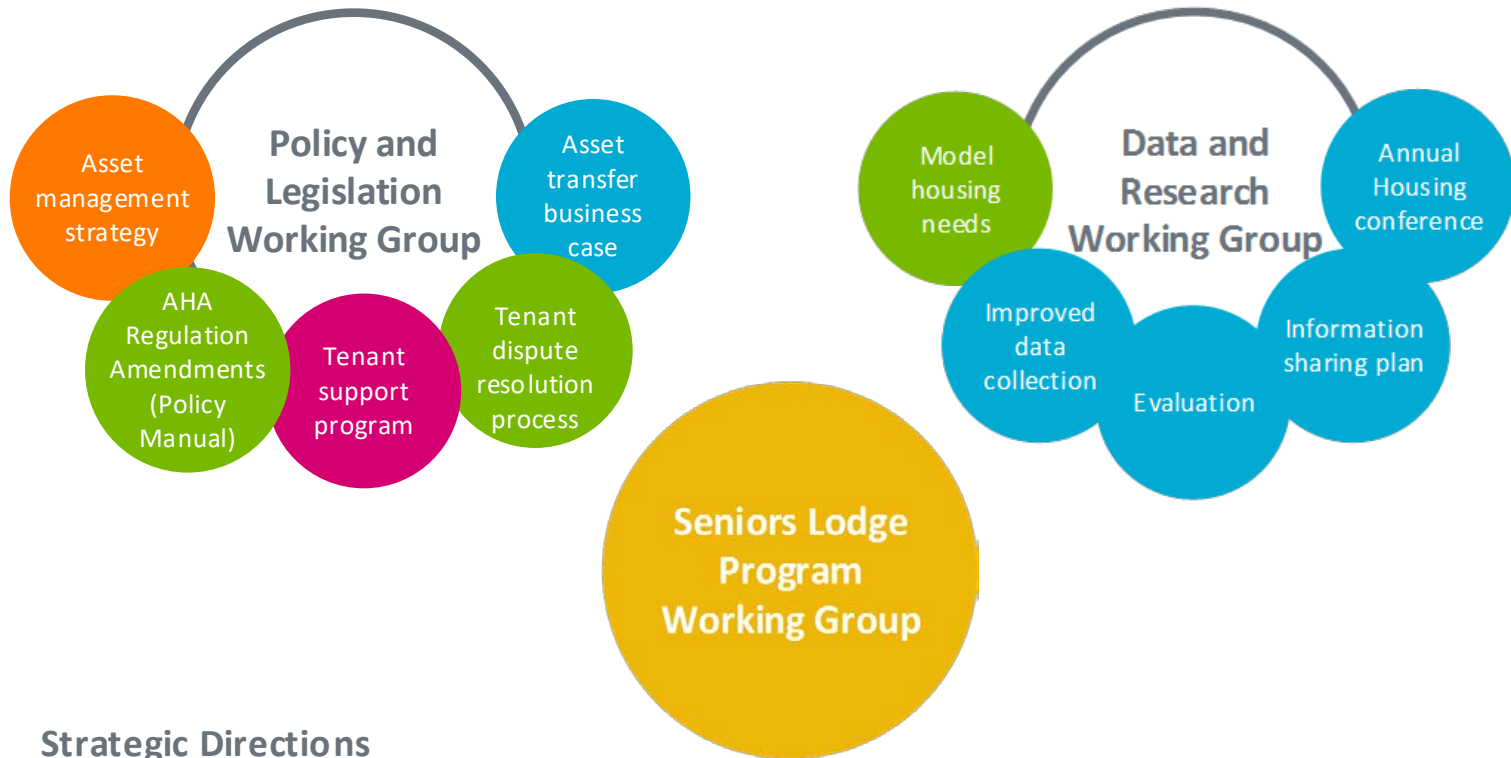 Policy and
Legislation
Working Group
Asset
management
strategy
AHA
Regulation
Amendments
(Policy
Manual)
Tenant
support
program
Tenant
dispute
resolution
process
Asset
transfer
business
case
Data and
Research
Working Group
Model
housing
needs
Improved
data
collection
Evaluation
Information
sharing plan
Annual
Housing
conference
Seniors Lodge
Program
Working Group
Strategic Directions